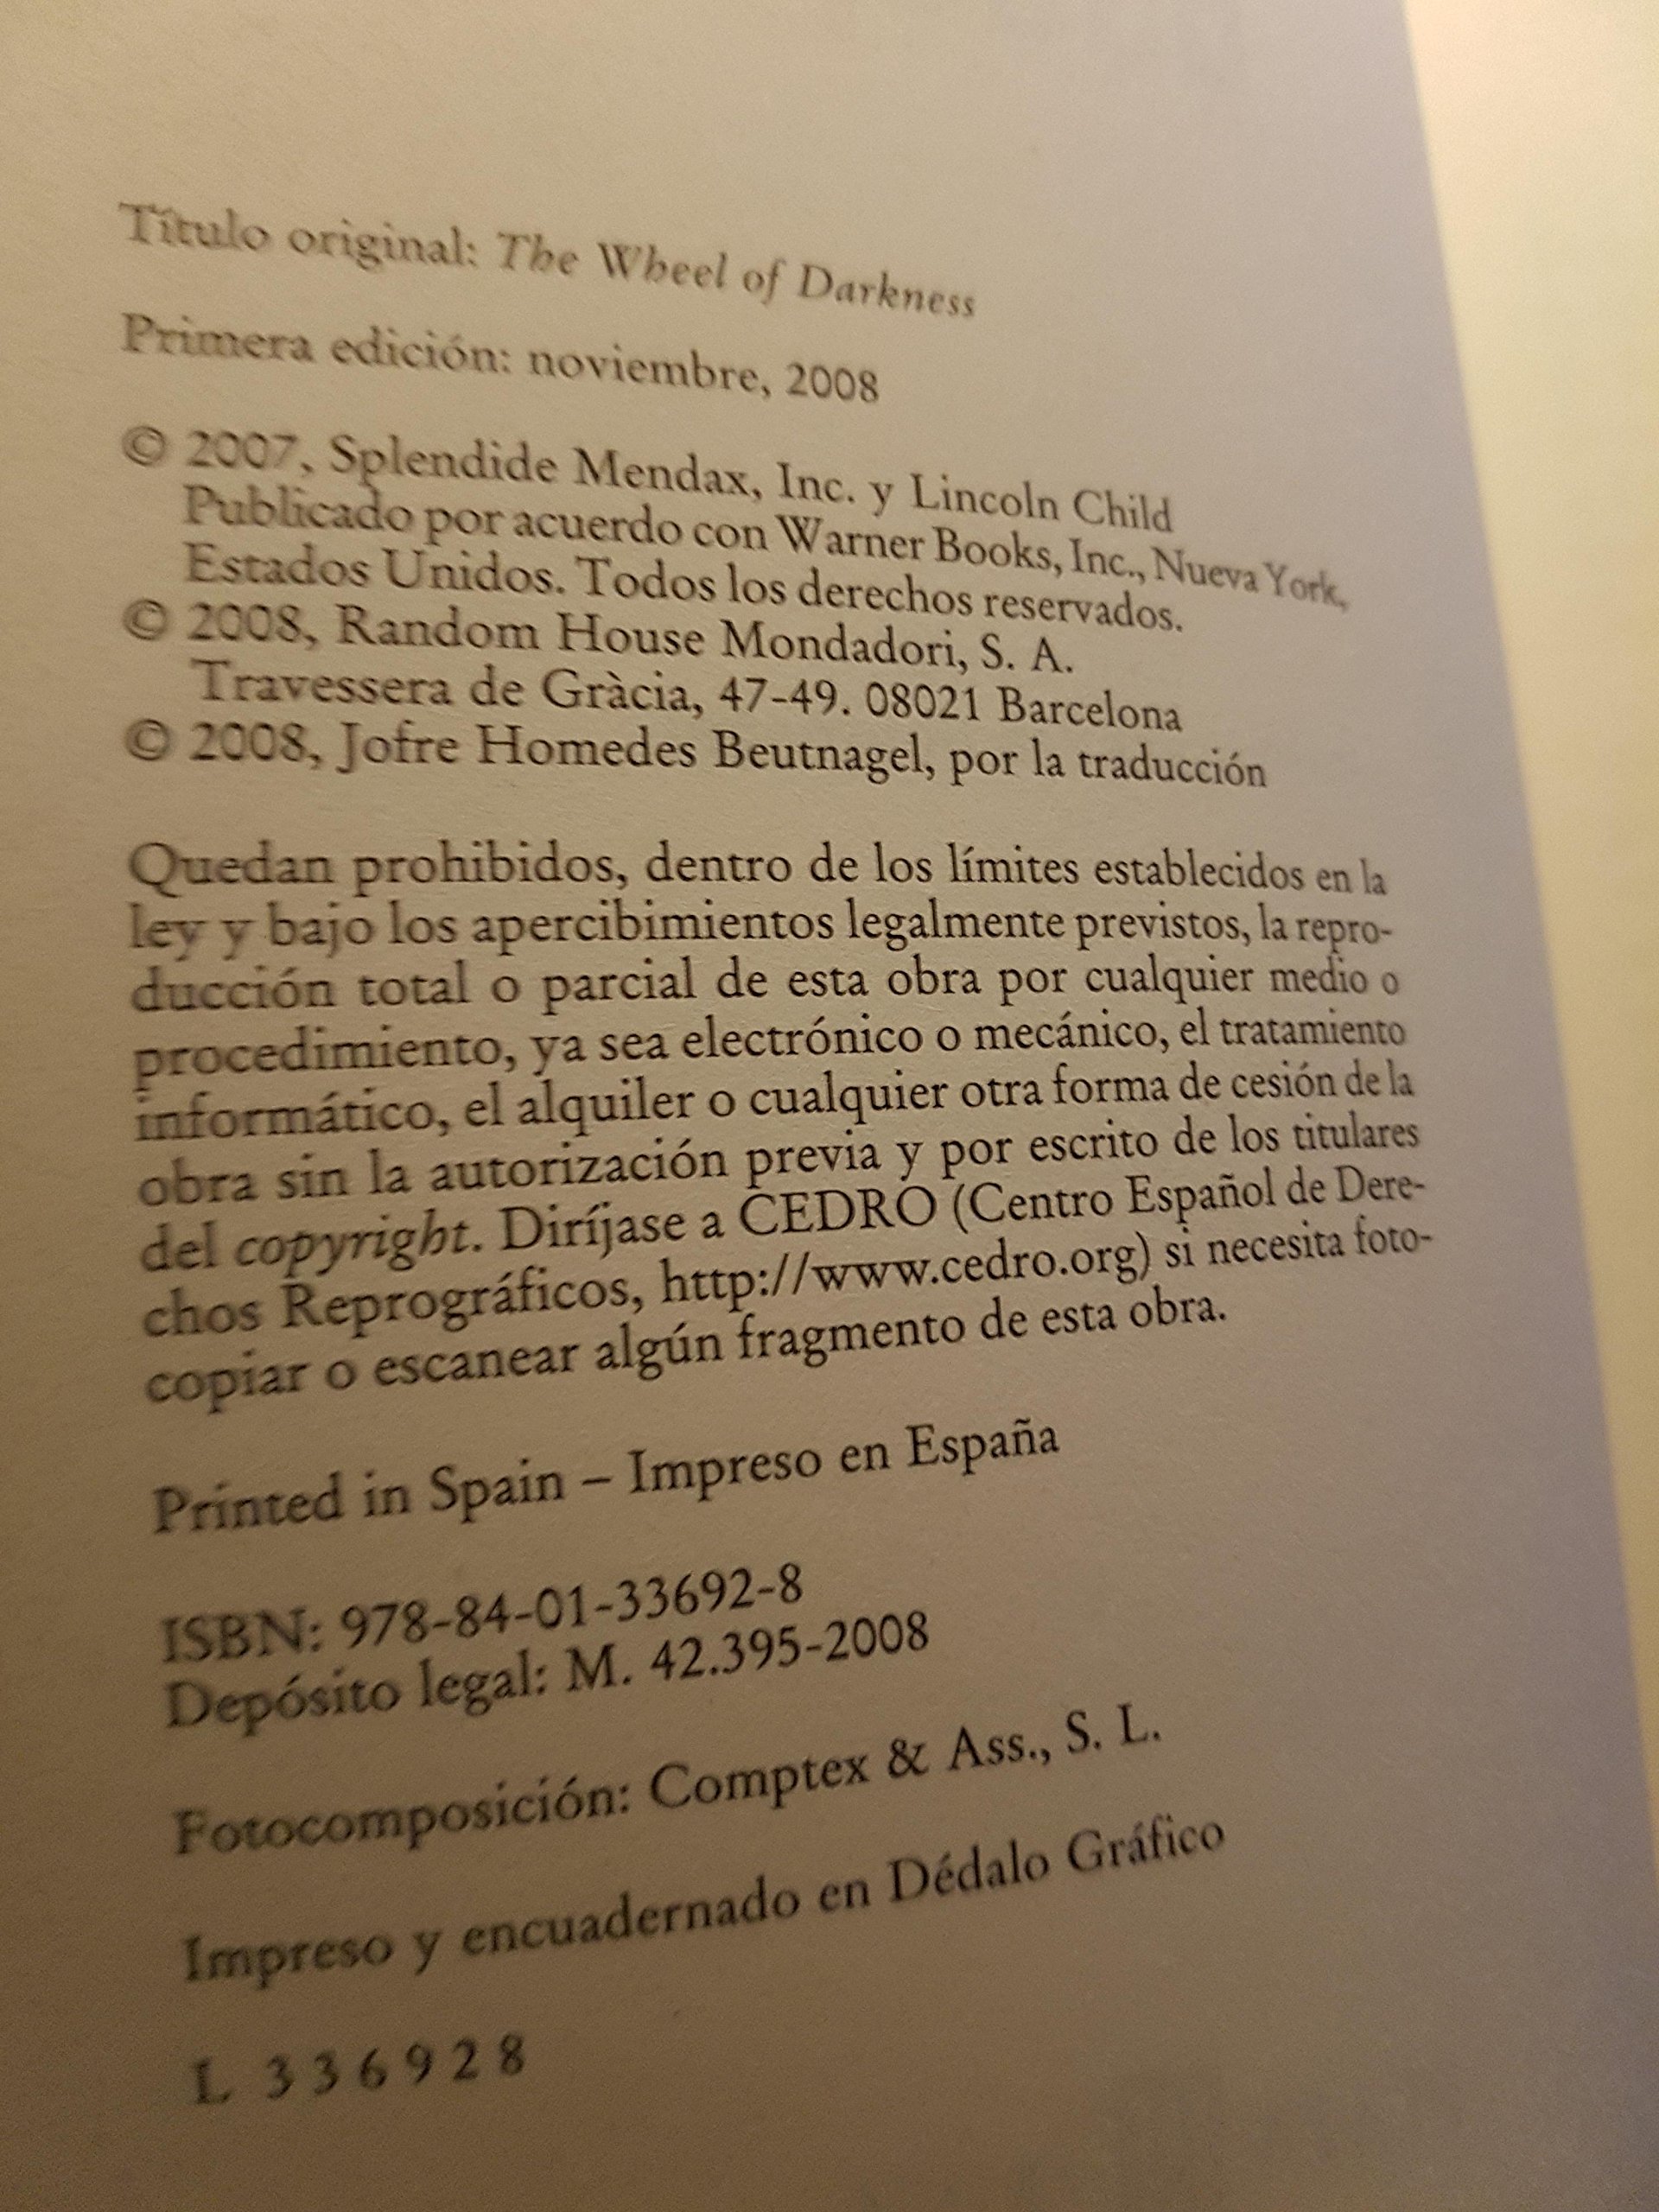 Título original: The Wheel of Darkness
Primera edición: noviembre, 2008
© 2007, Splendide Mendax, Inc. y Lincoln Child
Publicado por acuerdo con Warner Books, Inc., Nueva York,
Estados Unidos. Todos los derechos reservados.
© 2008, Random House Mondadori, S. A.
Travessera de Gràcia, 47-49. 08021 Barcelona
© 2008, Jofre Homedes Beutnagel, por la traducción
Quedan prohibidos, dentro de los límites establecidos en la
ley y bajo los apercibimientos legalmente previstos, la repro-
ducción total o parcial de esta obra por cualquier medio o
procedimiento, ya sea electrónico o mecánico, el tratamiento
informático, el alquiler o cualquier otra forma de cesión de la
obra sin la autorización previa y por escrito de los titulares
del copyright. Diríjase a CEDRO (Centro Español de Dere-
chos Reprográficos, http://www.cedro.org) si necesita foto-
copiar o escanear algún fragmento de esta obra.
Printed in Spain – Impreso en España
ISBN: 978-84-01-33692-8
Depósito legal: M. 42.395-2008
Fotocomposición: Comptex & Ass., S. L.
Impreso y encuadernado en Dédalo Gráfico
L 336928